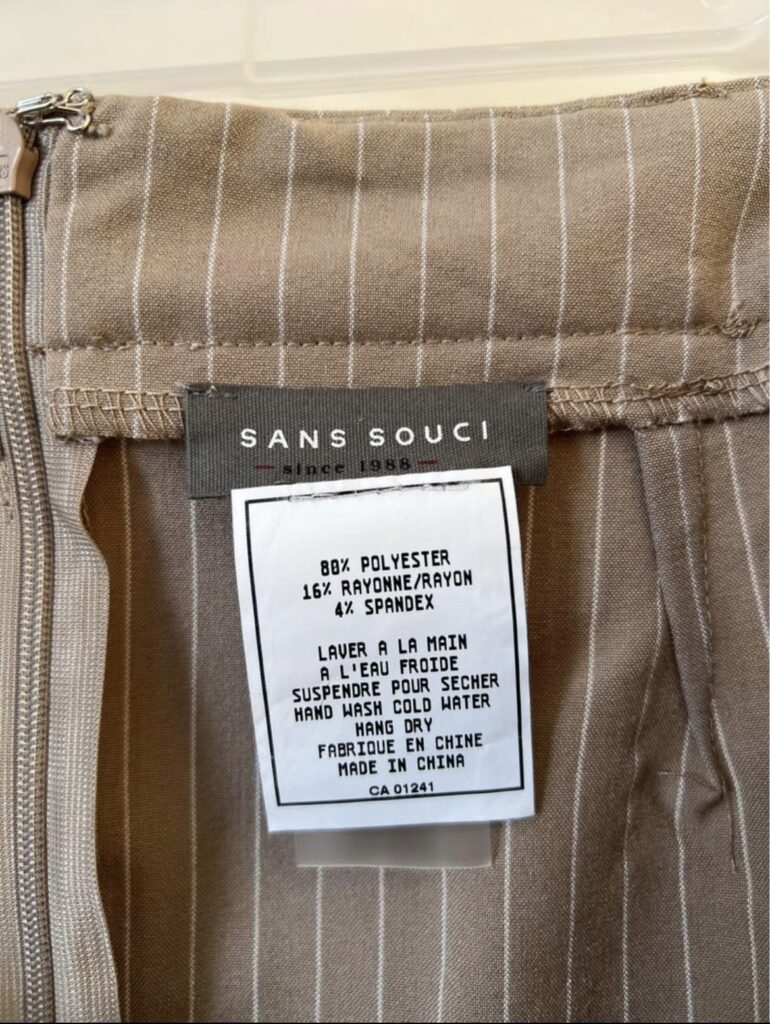 SANS SOUCI
since 1988
80% POLYESTER
16% RAYONNE/RAYON
4% SPANDEX
LAVER A LA MAIN
A L'EAU FROIDE
SUSPENDRE POUR SECHER
HAND WASH COLD WATER
HANG DRY
FABRIQUE EN CHINE
MADE IN CHINA
CA 01241